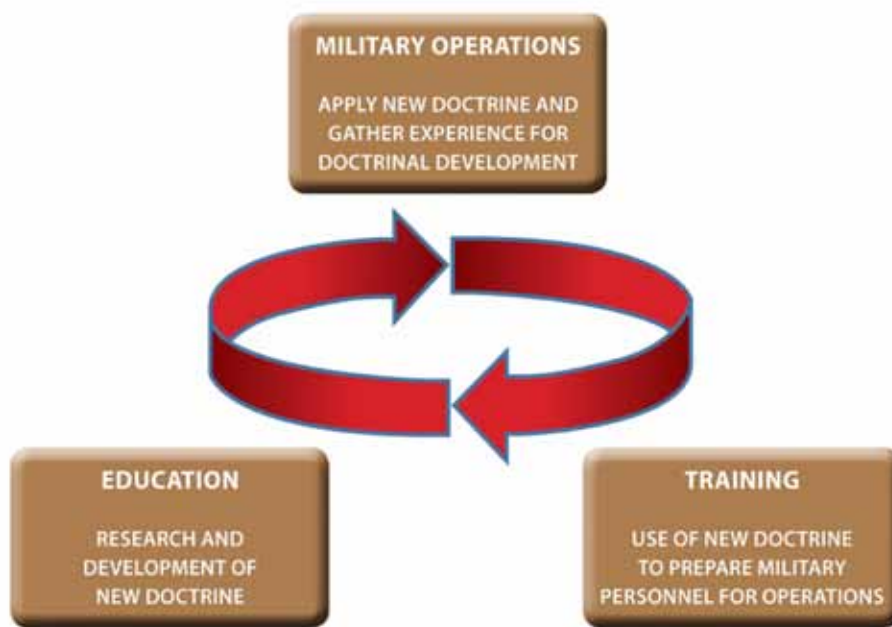 MILITARY OPERATIONS
APPLY NEW DOCTRINE AND
GATHER EXPERIENCE FOR
DOCTRINAL DEVELOPMENT
EDUCATION
RESEARCH AND
DEVELOPMENT OF
NEW DOCTRINE
TRAINING
USE OF NEW DOCTRINE
TO PREPARE MILITARY
PERSONNEL FOR OPERATIONS